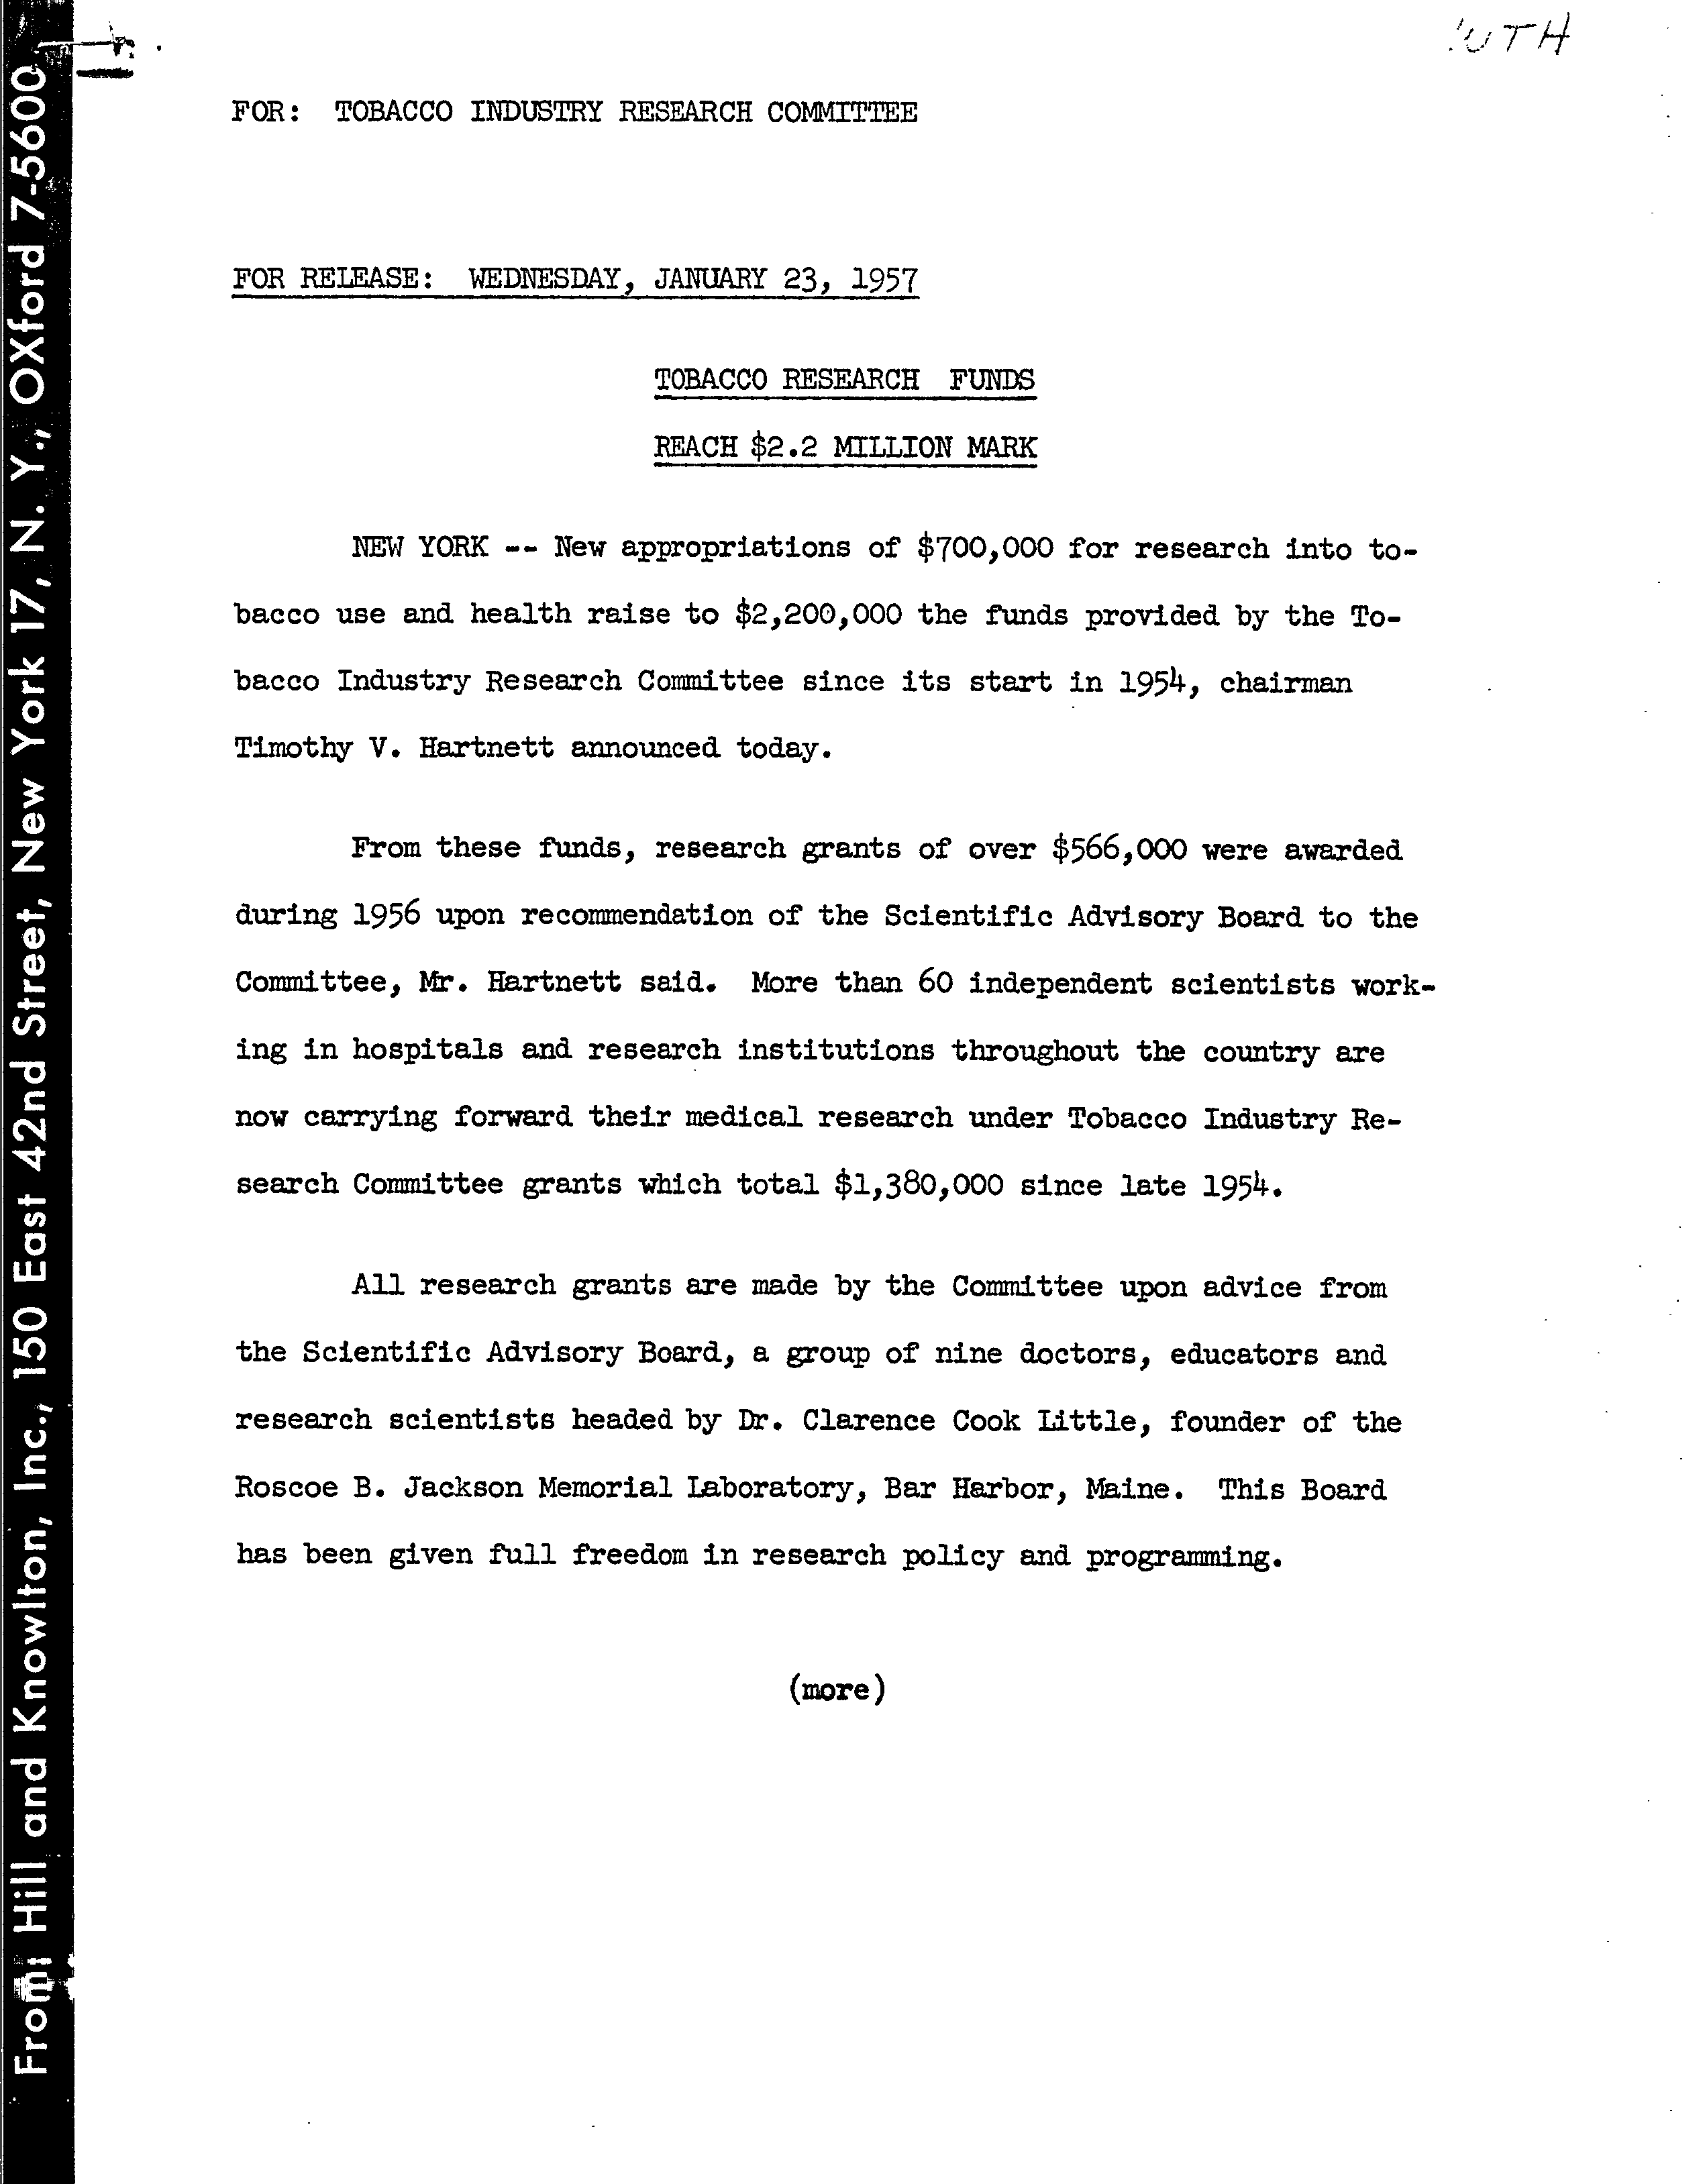 FOR: TOBACCO INDUSTRY RESEARCH COMMITTEE
FOR RELEASE: WEDNESDAY, JANUARY 23, 1957
TOBACCO RESEARCH FUNDS
REACH $2.2 MILLION MARK
NEW YORK -- New appropriations of $700,000 for research into to-
bacco use and health raise to $2,200,000 the funds provided by the To-
bacco Industry Research Committee since its start in 1954, chairman
Timothy V. Hartnett announced today.
From these funds, research grants of over $566,000 were awarded
during 1956 upon recommendation of the Scientific Advisory Board to the
Committee, Mr. Hartnett said. More than 60 independent scientists work-
ing in hospitals and research institutions throughout the country are
now carrying forward their medical research under Tobacco Industry Re-
search Committee grants which total $1,380,000 since late 1954.
All research grants are made by the Committee upon advice from
the Scientific Advisory Board, a group of nine doctors, educators and
research scientists headed by Dr. Clarence Cook Little, founder of the
Roscoe B. Jackson Memorial Laboratory, Bar Harbor, Maine. This Board
has been given full freedom in research policy and programming.
(more)
From: Hill and Knowlton, Inc., 150 East 42nd Street, New York 17, N. Y., OXford 7-5600